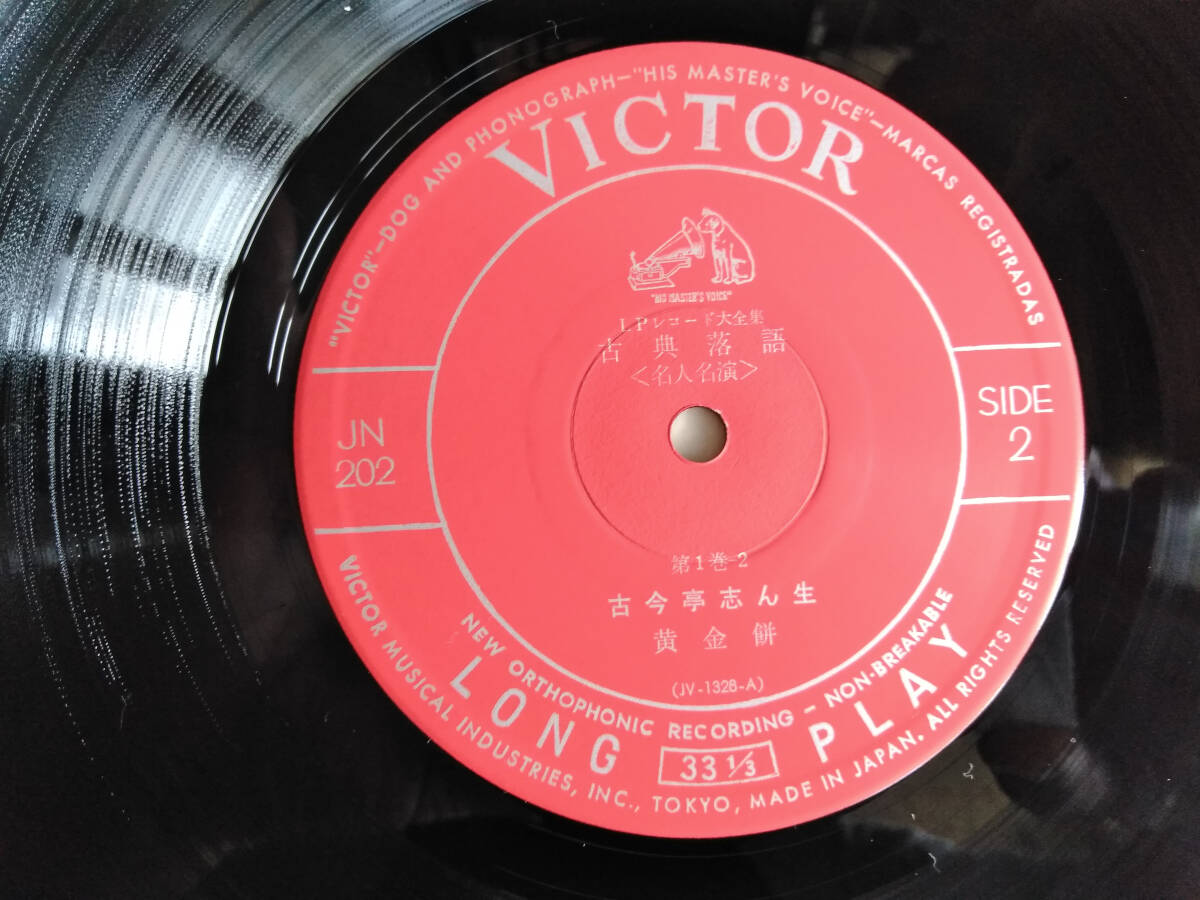 "VICTOR"—DOG AND PHONOGRAPH—"HIS MASTER'S VOICE"—MARCAS REGISTRADAS
VICTOR
"HIS MASTER'S VOICE"
LPレコード大全集
古典落語
<名人名演>
JN
202
SIDE
2
第1巻-2
古今亭志ん生
黄金餅
(JV-1328-A)
NEW ORTHOPHONIC RECORDING - NON-BREAKABLE
LONG 33 1/3 PLAY
VICTOR MUSICAL INDUSTRIES, INC., TOKYO, MADE IN JAPAN. ALL RIGHTS RESERVED